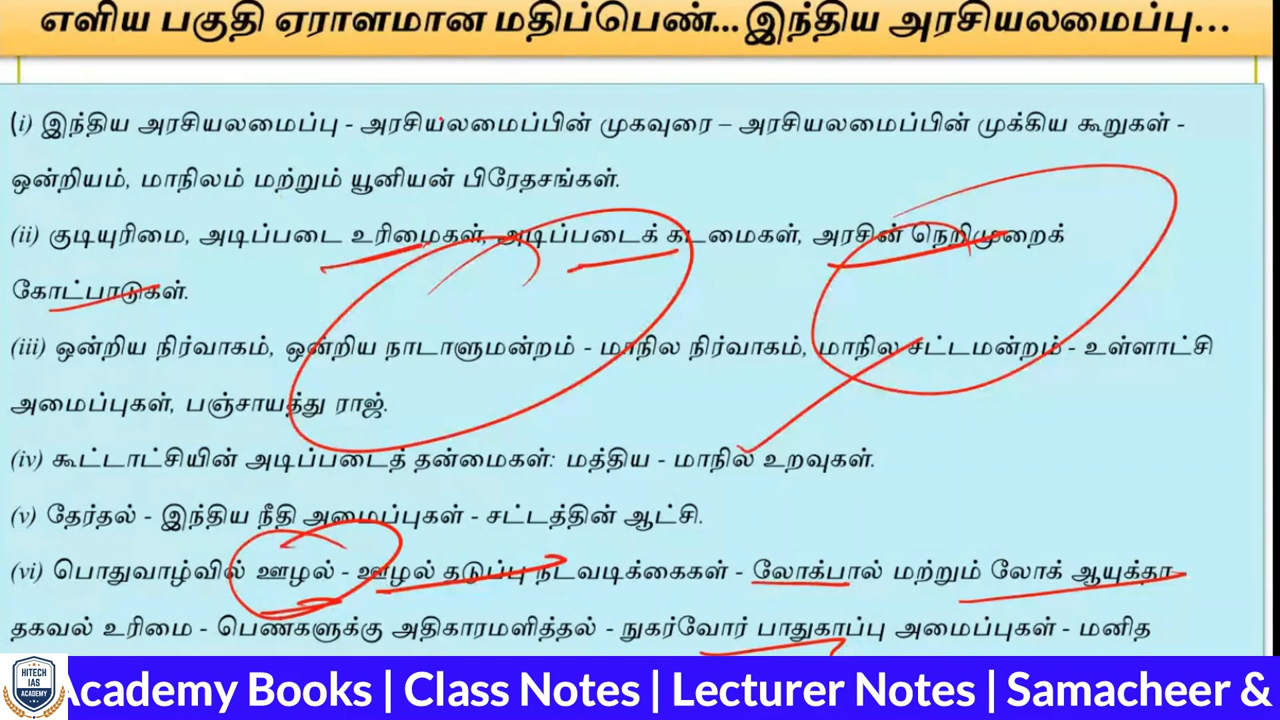 எளிய பகுதி ஏராளமான மதிப்பெண்...இந்திய அரசியலமைப்பு...
(i) இந்திய அரசியலமைப்பு - அரசியலமைப்பின் முகவுரை – அரசியலமைப்பின் முக்கிய கூறுகள் -
ஒன்றியம், மாநிலம் மற்றும் யூனியன் பிரேதசங்கள்.
(ii) குடியுரிமை, அடிப்படை உரிமைகள், அடிப்படைக் கடமைகள், அரசின் நெறிமுறைக்
கோட்பாடுகள்.
(iii) ஒன்றிய நிர்வாகம், ஒன்றிய நாடாளுமன்றம் - மாநில நிர்வாகம், மாநில சட்டமன்றம் - உள்ளாட்சி
அமைப்புகள், பஞ்சாயத்து ராஜ்.
(iv) கூட்டாட்சியின் அடிப்படைத் தன்மைகள்: மத்திய - மாநில உறவுகள்.
(v) தேர்தல் - இந்திய நீதி அமைப்புகள் - சட்டத்தின் ஆட்சி.
(vi) பொதுவாழ்வில் ஊழல் - ஊழல் தடுப்பு நடவடிக்கைகள் - லோக்பால் மற்றும் லோக் ஆயுக்தா-
தகவல் உரிமை - பெண்களுக்கு அதிகாரமளித்தல் - நுகர்வோர் பாதுகாப்பு அமைப்புகள் - மனித
HITECH
IAS
ACADEMY
Academy Books | Class Notes | Lecturer Notes | Samacheer &